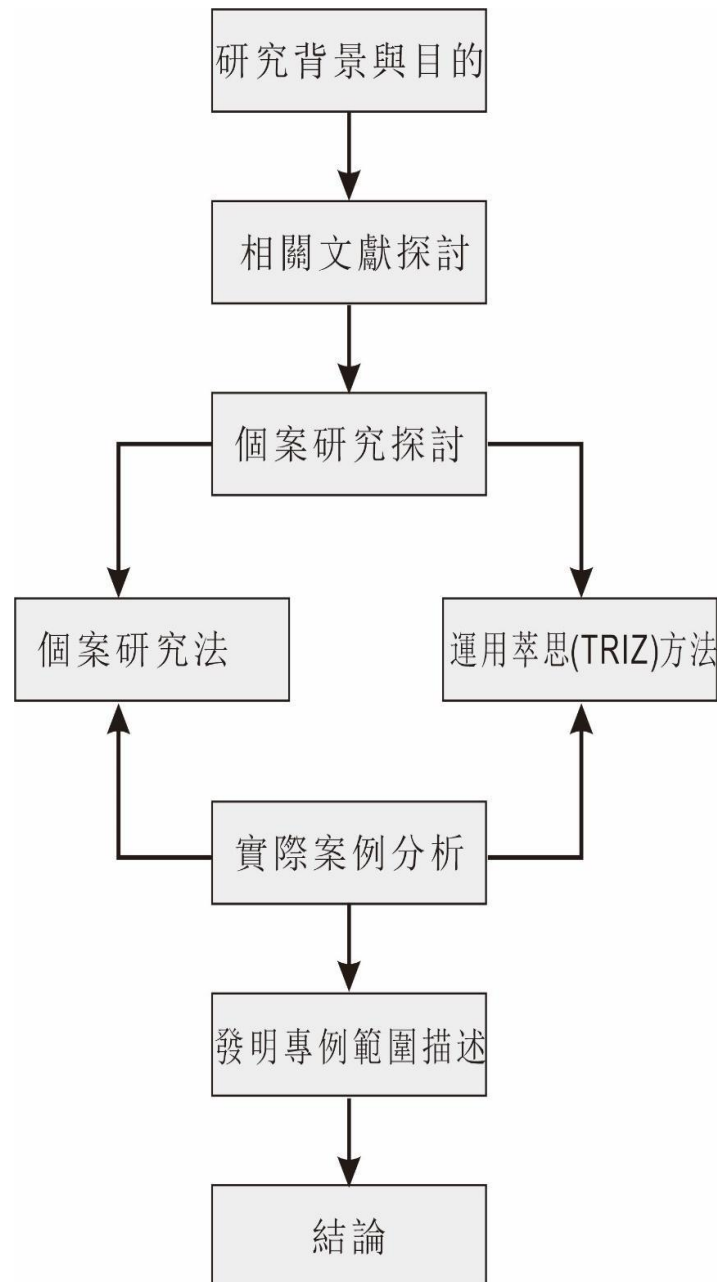 研究背景與目的
相關文獻探討
個案研究探討
個案研究法
運用萃思(TRIZ)方法
實際案例分析
發明專例範圍描述
結論